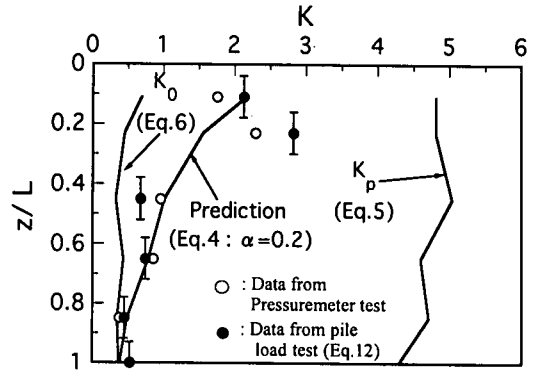 K
0 1 2 3 4 5 6
0
0.2
0.4
0.6
0.8
1
z/L
K0
(Eq.6)
Prediction
(Eq.4 : α=0.2)
Kp
(Eq.5)
: Data from
Pressuremeter test
: Data from pile
load test (Eq.12)